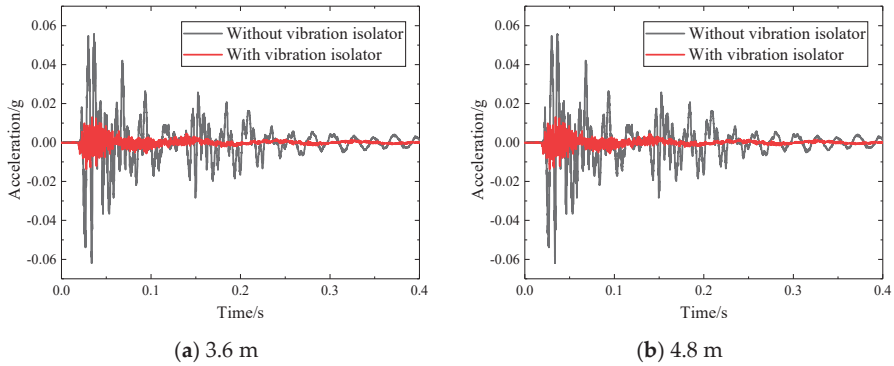 Without vibration isolator
With vibration isolator
0.06
0.04
0.02
0.00
-0.02
-0.04
-0.06
Acceleration/g
0.0 0.1 0.2 0.3 0.4
Time/s
(a) 3.6 m
Without vibration isolator
With vibration isolator
0.06
0.04
0.02
0.00
-0.02
-0.04
-0.06
Acceleration/g
0.0 0.1 0.2 0.3 0.4
Time/s
(b) 4.8 m